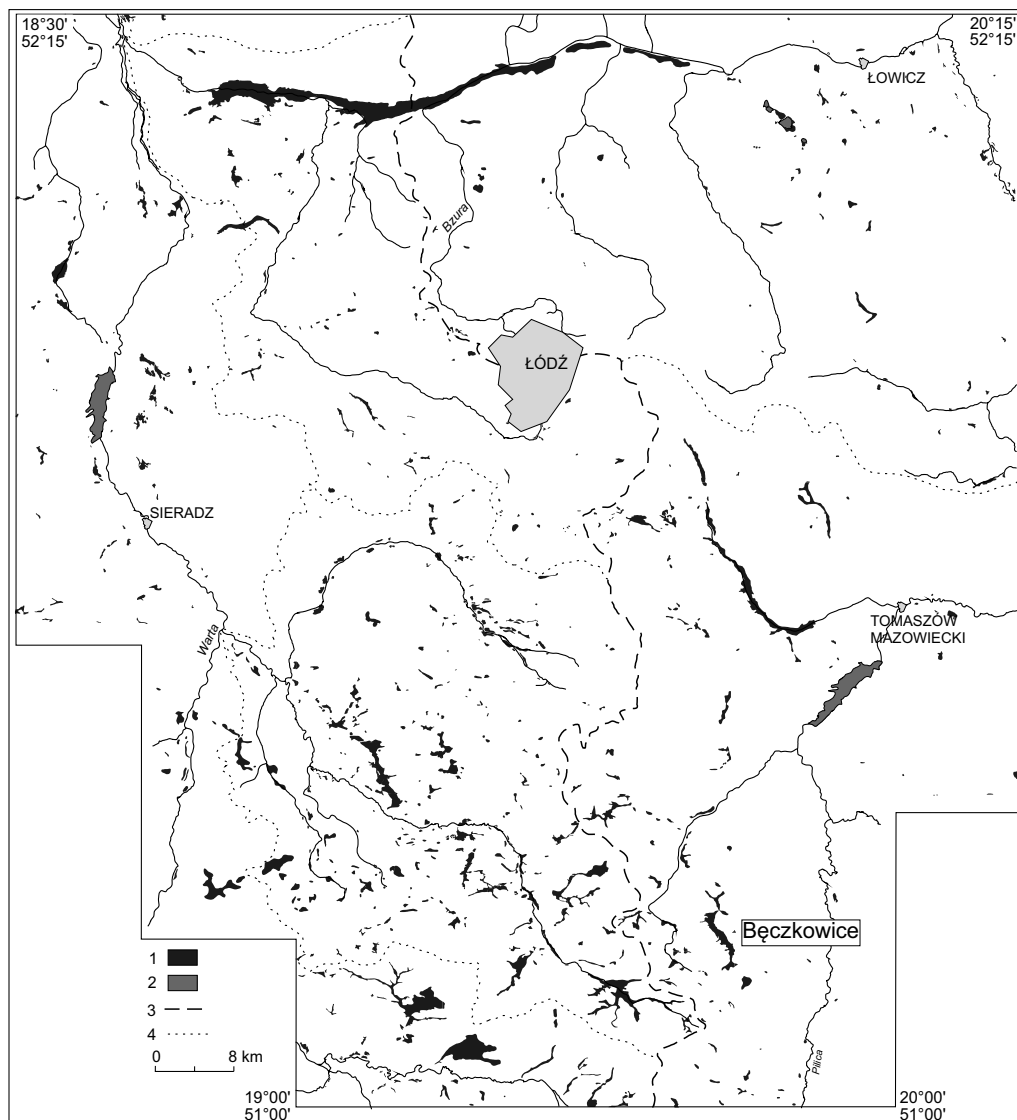 18°30'
52°15'
20°15'
52°15'
ŁOWICZ
Bzura
ŁÓDŹ
SIERADZ
Warta
TOMASZÓW
MAZOWIECKI
Bęczkowice
1
2
3
4
0 8 km
Pilica
19°00'
51°00'
20°00'
51°00'